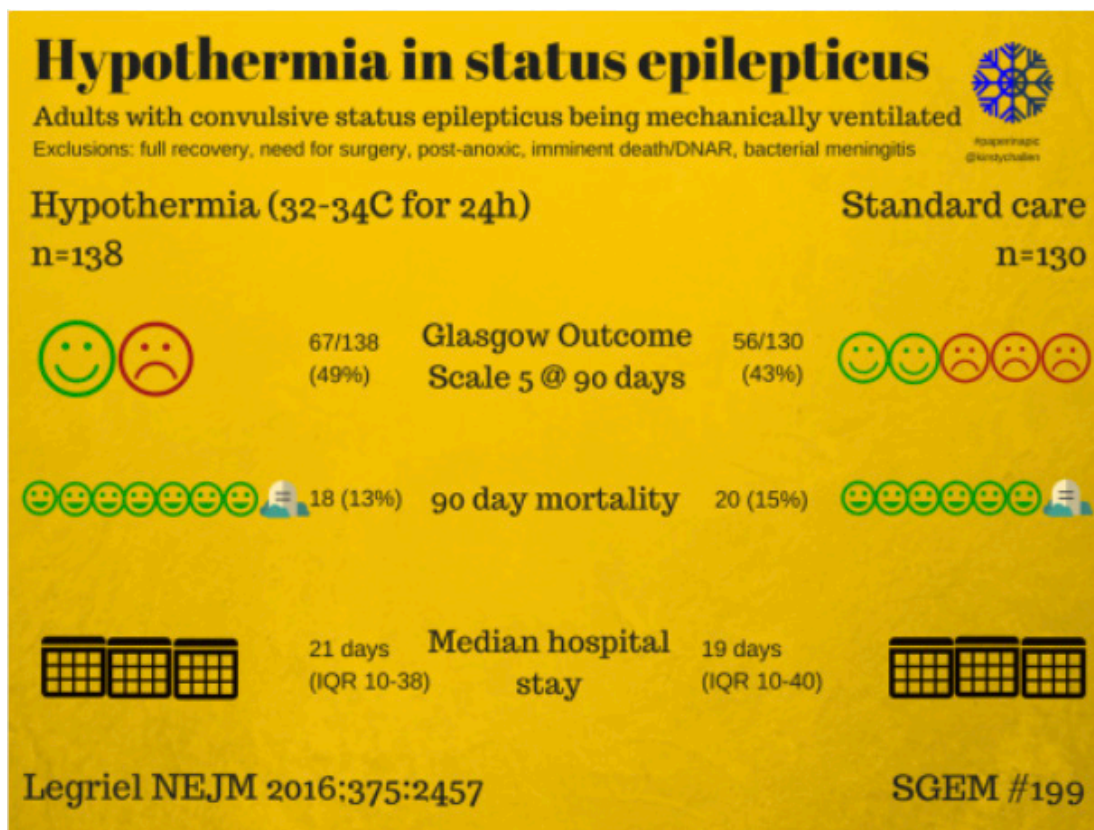 Hypothermia in status epilepticus
Adults with convulsive status epilepticus being mechanically ventilated
Exclusions: full recovery, need for surgery, post-anoxic, imminent death/DNAR, bacterial meningitis
#paperinapic
@kirstychallen
Hypothermia (32-34C for 24h)
n=138
Standard care
n=130
67/138
(49%)
Glasgow Outcome
Scale 5 @ 90 days
56/130
(43%)
18 (13%)
90 day mortality
20 (15%)
21 days
(IQR 10-38)
Median hospital
stay
19 days
(IQR 10-40)
Legriel NEJM 2016;375:2457
SGEM #199